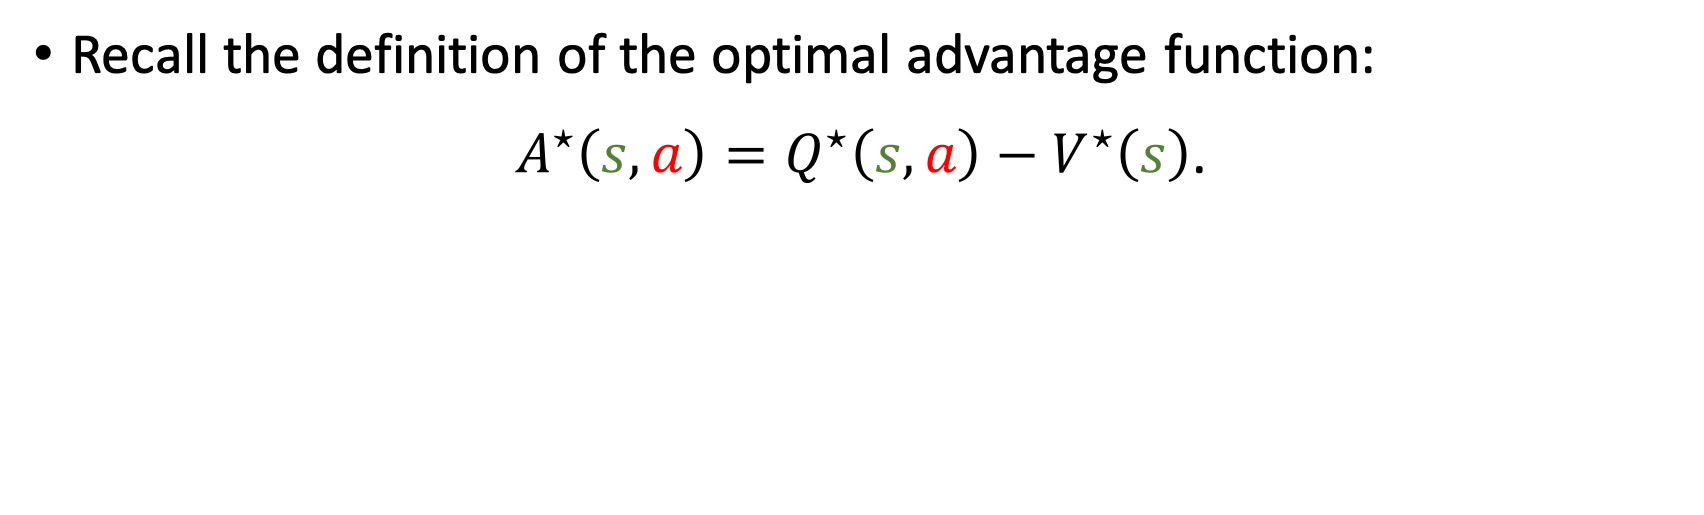 • Recall the definition of the optimal advantage function:
A⋆(s, a) = Q⋆(s, a) − V⋆(s).